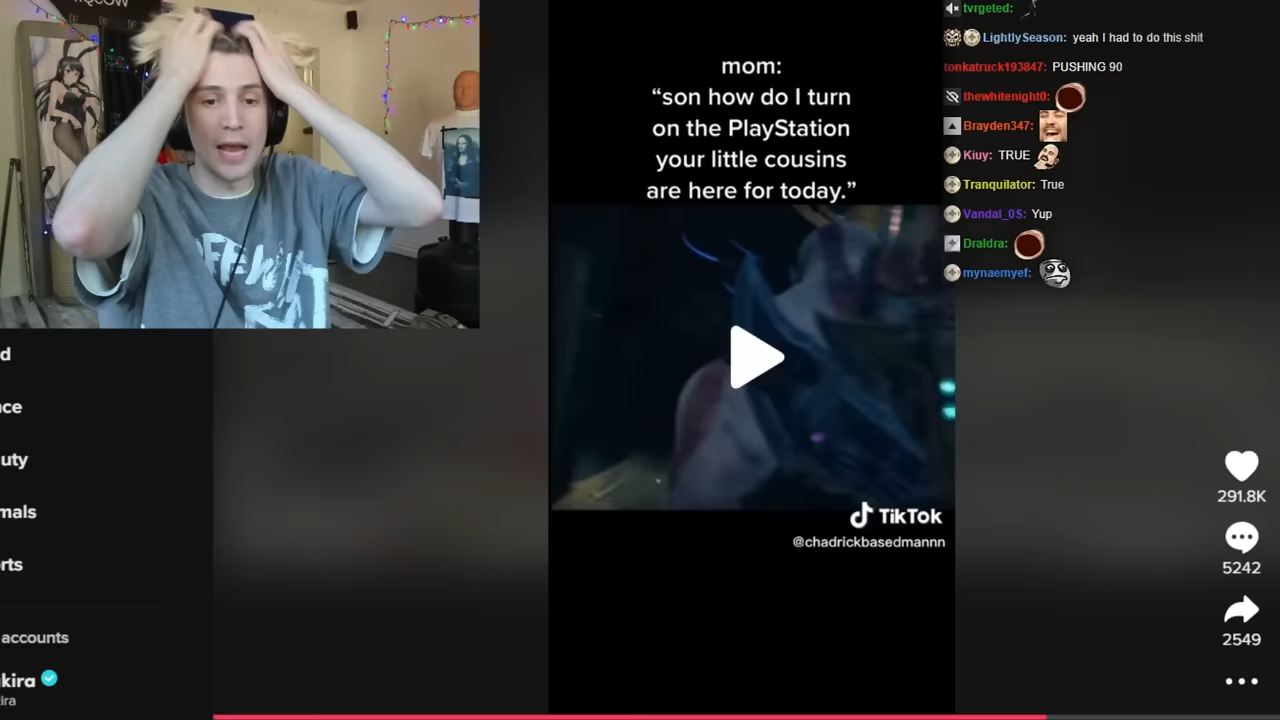 xQcOW
OFF
mom:
“son how do I turn
on the PlayStation
your little cousins
are here for today.”
TikTok
@chadrickbasedmannn
tvrgeted:
LightlySeason: yeah I had to do this shit
tonkatruck193847: PUSHING 90
thewhitenight0:
Brayden347:
Kiuy: TRUE
Tranquilator: True
Vandal_0S: Yup
Draldra:
mynaemyef:
d
ce
uty
mals
rts
accounts
kira
ira
291.8K
5242
2549